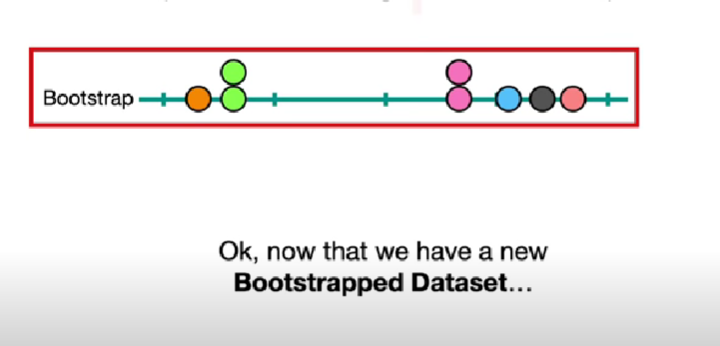 Bootstrap
Ok, now that we have a new
Bootstrapped Dataset...